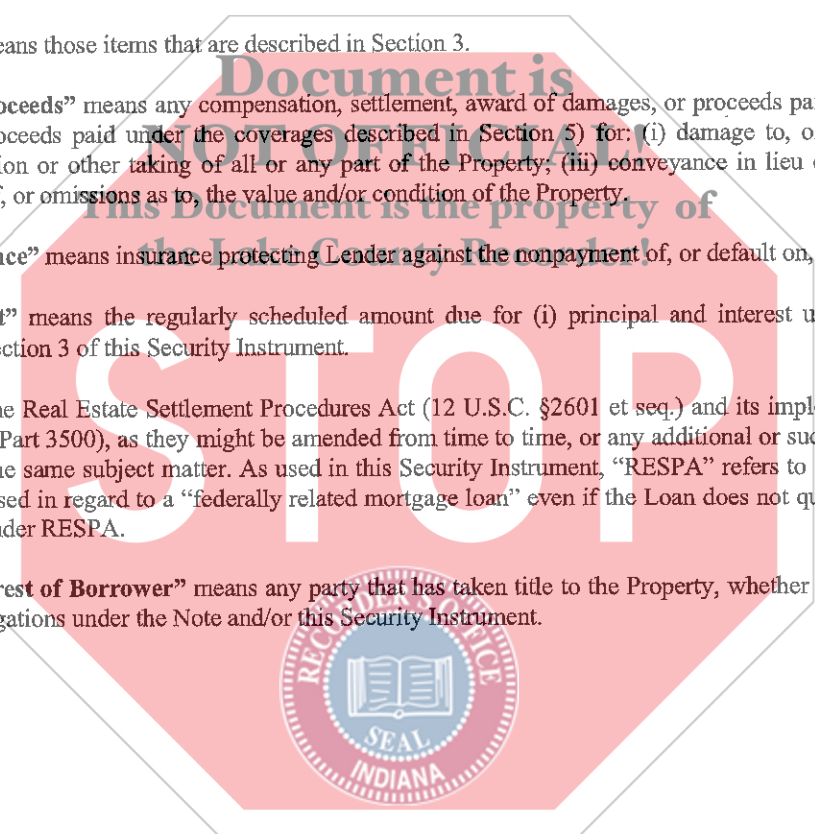 eans those items that are described in Section 3.
Document is
oceeds” means any compensation, settlement, award of damages, or proceeds pa
oceeds paid under the coverages described in Section 5) for: (i) damage to, o
NOT OFFICIAL!
ion or other taking of all or any part of the Property; (iii) conveyance in lieu
, or omissions as to, the value and/or condition of the Property.
This Document is the property of
nce” means insurance protecting Lender against the nonpayment of, or default on,
the Lake County Recorder!
t” means the regularly scheduled amount due for (i) principal and interest u
ection 3 of this Security Instrument.
STOP
ne Real Estate Settlement Procedures Act (12 U.S.C. §2601 et seq.) and its impl
Part 3500), as they might be amended from time to time, or any additional or suc
ne same subject matter. As used in this Security Instrument, “RESPA” refers to
sed in regard to a “federally related mortgage loan” even if the Loan does not qu
nder RESPA.
rest of Borrower” means any party that has taken title to the Property, whether
gations under the Note and/or this Security Instrument.
RECORDER'S OFFICE
SEAL
INDIANA